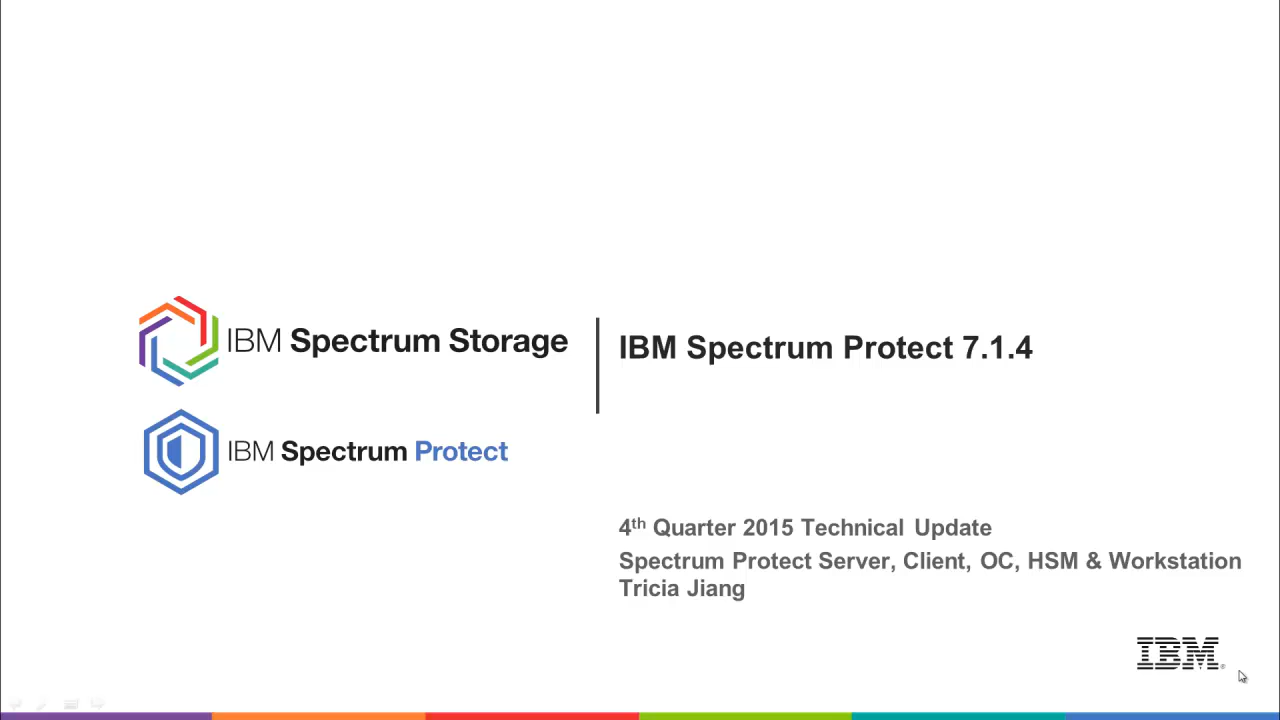 IBM Spectrum Storage
IBM Spectrum Protect
IBM Spectrum Protect 7.1.4
4th Quarter 2015 Technical Update
Spectrum Protect Server, Client, OC, HSM & Workstation
Tricia Jiang
IBM®